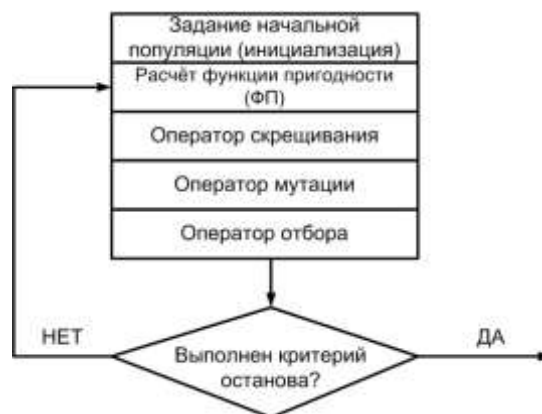 Задание начальной
популяции (инициализация)
Расчёт функции пригодности
(ФП)
Оператор скрещивания
Оператор мутации
Оператор отбора
НЕТ
ДА
Выполнен критерий
останова?